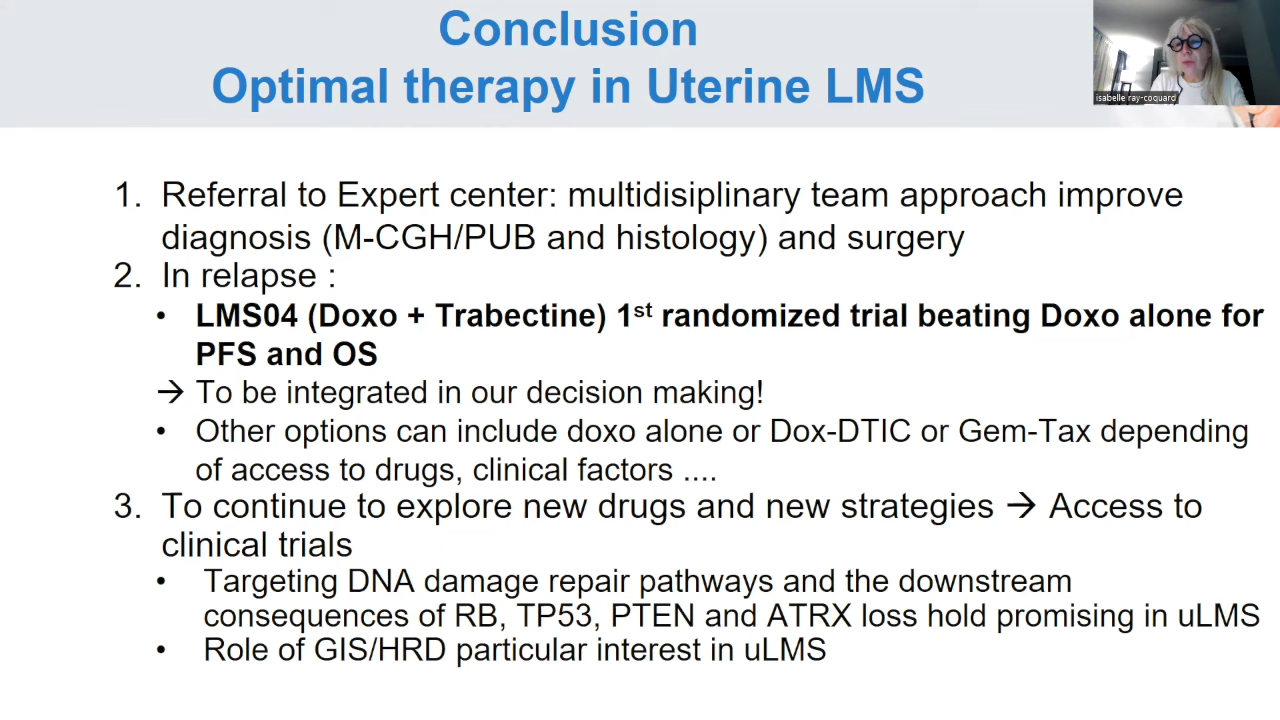 Conclusion
Optimal therapy in Uterine LMS
isabelle ray-coquard
1. Referral to Expert center: multidisiplinary team approach improve
diagnosis (M-CGH/PUB and histology) and surgery
2. In relapse :
• LMS04 (Doxo + Trabectine) 1st randomized trial beating Doxo alone for
PFS and OS
→ To be integrated in our decision making!
• Other options can include doxo alone or Dox-DTIC or Gem-Tax depending
of access to drugs, clinical factors ....
3. To continue to explore new drugs and new strategies → Access to
clinical trials
• Targeting DNA damage repair pathways and the downstream
consequences of RB, TP53, PTEN and ATRX loss hold promising in uLMS
• Role of GIS/HRD particular interest in uLMS